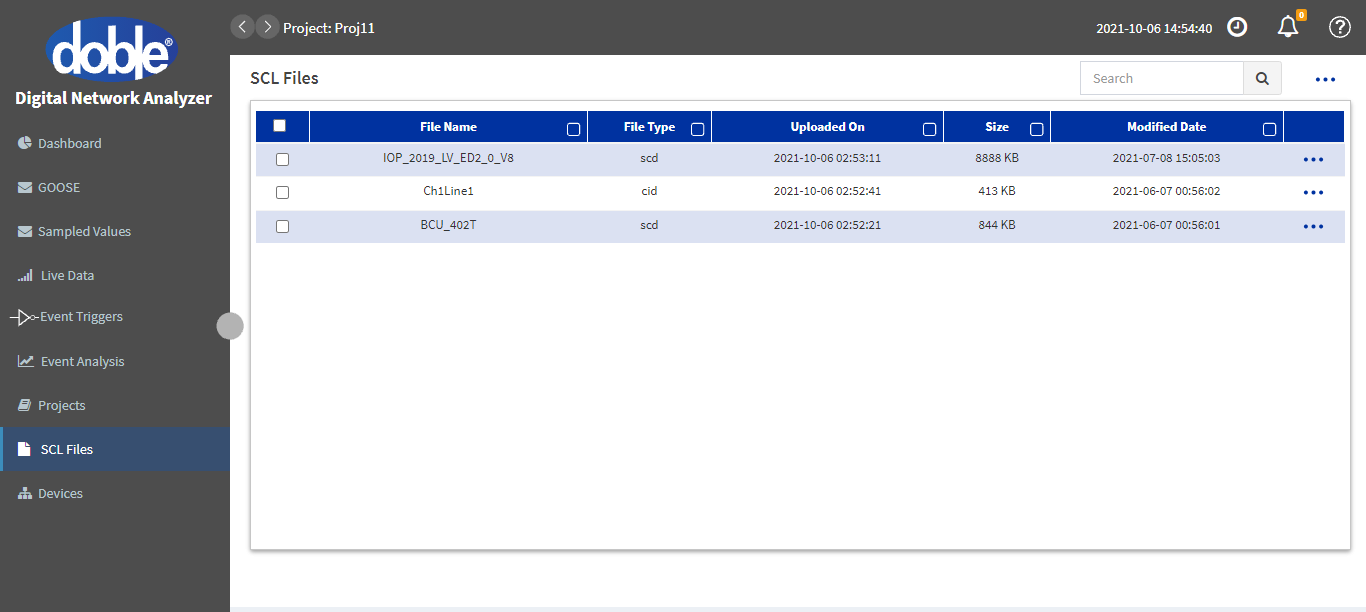 doble®
Digital Network Analyzer
Dashboard
GOOSE
Sampled Values
Live Data
Event Triggers
Event Analysis
Projects
SCL Files
Devices
Project: Proj11
2021-10-06 14:54:40
0
SCL Files
Search
File Name File Type Uploaded On Size Modified Date
IOP_2019_LV_ED2_0_V8 scd 2021-10-06 02:53:11 8888 KB 2021-07-08 15:05:03
Ch1Line1 cid 2021-10-06 02:52:41 413 KB 2021-06-07 00:56:02
BCU_402T scd 2021-10-06 02:52:21 844 KB 2021-06-07 00:56:01